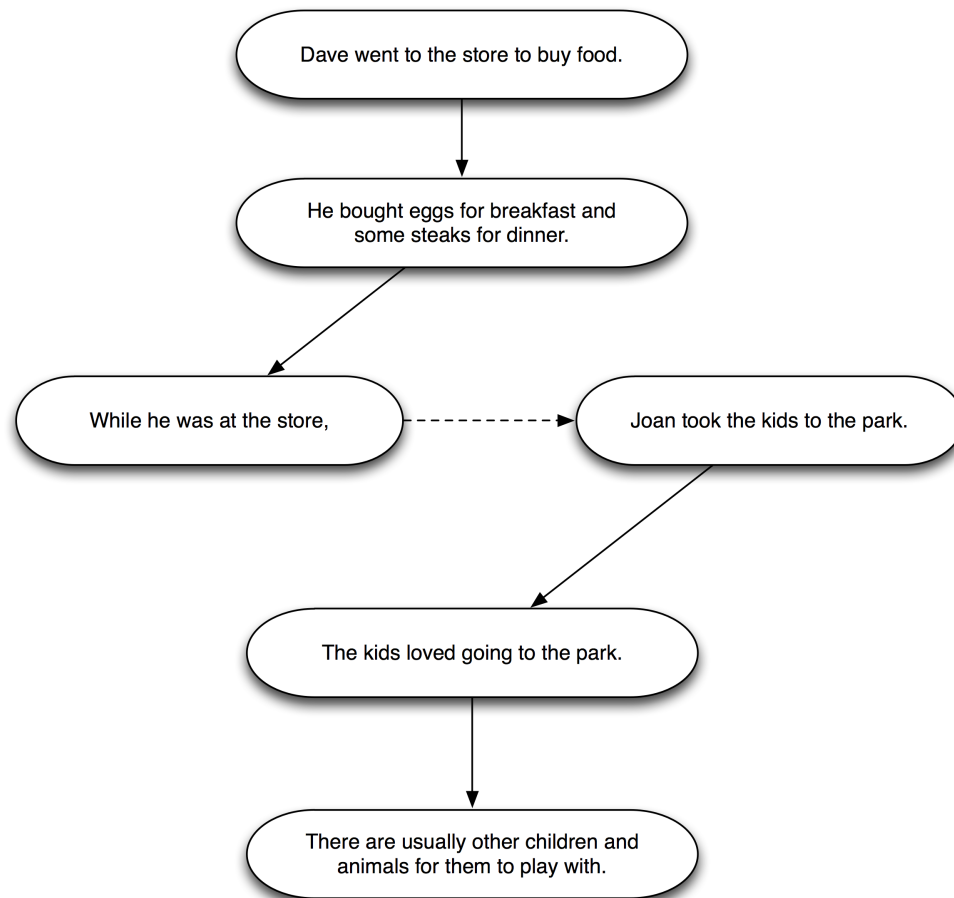 Dave went to the store to buy food.
He bought eggs for breakfast and
some steaks for dinner.
While he was at the store,
Joan took the kids to the park.
The kids loved going to the park.
There are usually other children and
animals for them to play with.